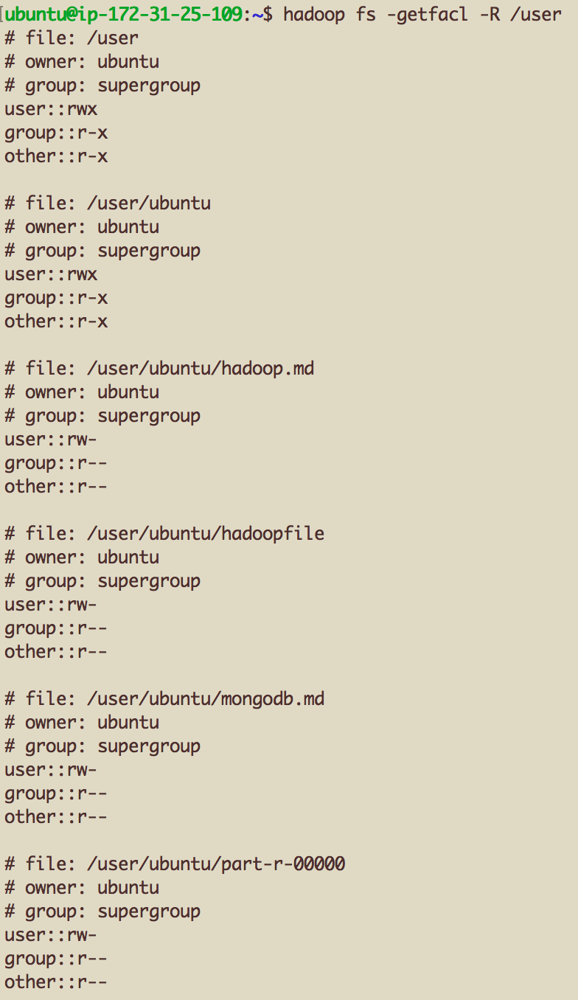 [ubuntu@ip-172-31-25-109:~$ hadoop fs -getfacl -R /user
# file: /user
# owner: ubuntu
# group: supergroup
user::rwx
group::r-x
other::r-x

# file: /user/ubuntu
# owner: ubuntu
# group: supergroup
user::rwx
group::r-x
other::r-x

# file: /user/ubuntu/hadoop.md
# owner: ubuntu
# group: supergroup
user::rw-
group::r--
other::r--

# file: /user/ubuntu/hadoopfile
# owner: ubuntu
# group: supergroup
user::rw-
group::r--
other::r--

# file: /user/ubuntu/mongodb.md
# owner: ubuntu
# group: supergroup
user::rw-
group::r--
other::r--

# file: /user/ubuntu/part-r-00000
# owner: ubuntu
# group: supergroup
user::rw-
group::r--
other::r--